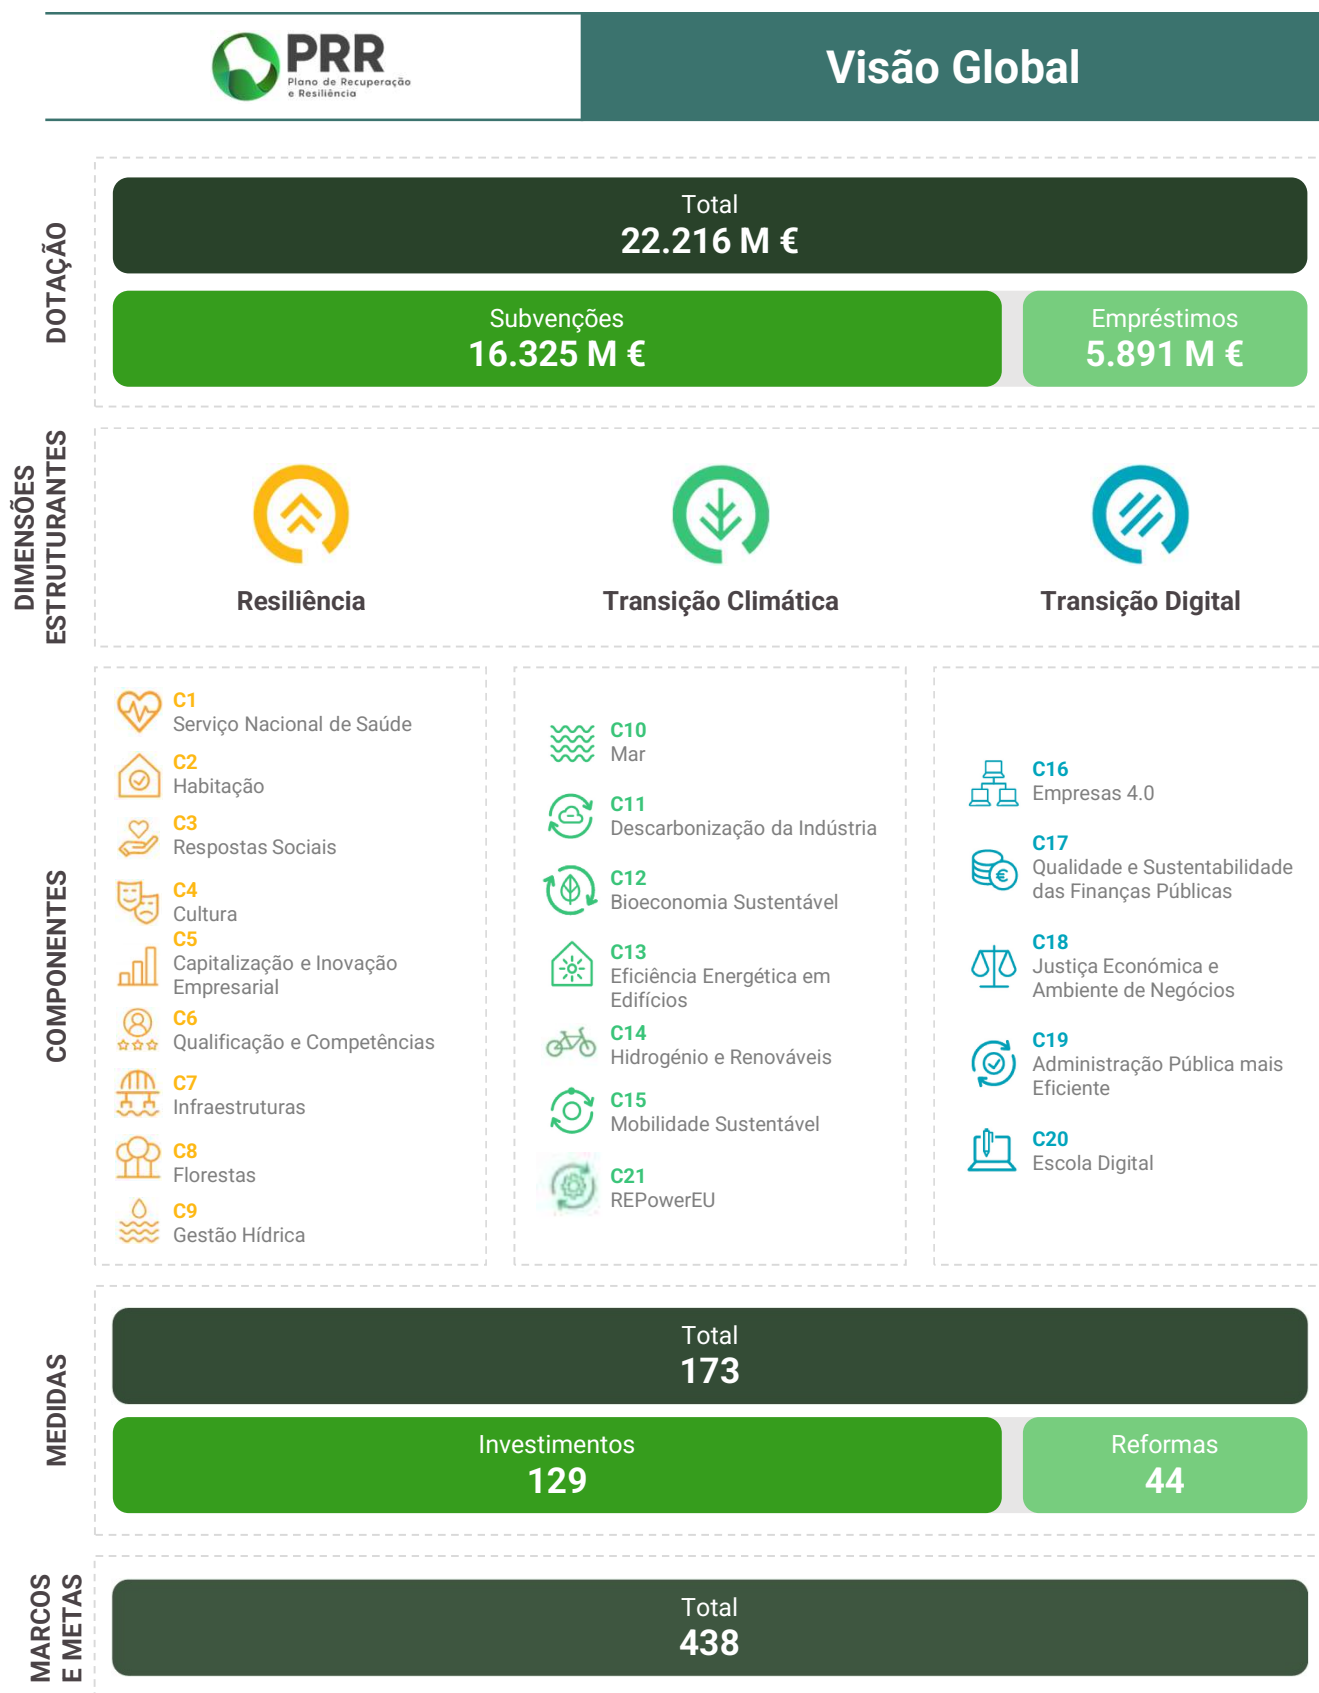 PRR
Plano de Recuperação
e Resiliência
Visão Global
DOTAÇÃO
Total
22.216 M €
Subvenções
16.325 M €
Empréstimos
5.891 M €
DIMENSÕES
ESTRUTURANTES
Resiliência
Transição Climática
Transição Digital
COMPONENTES
C1
Serviço Nacional de Saúde
C2
Habitação
C3
Respostas Sociais
C4
Cultura
C5
Capitalização e Inovação
Empresarial
C6
Qualificação e Competências
C7
Infraestruturas
C8
Florestas
C9
Gestão Hídrica
C10
Mar
C11
Descarbonização da Indústria
C12
Bioeconomia Sustentável
C13
Eficiência Energética em
Edifícios
C14
Hidrogénio e Renováveis
C15
Mobilidade Sustentável
C21
REPowerEU
C16
Empresas 4.0
C17
Qualidade e Sustentabilidade
das Finanças Públicas
C18
Justiça Económica e
Ambiente de Negócios
C19
Administração Pública mais
Eficiente
C20
Escola Digital
MEDIDAS
Total
173
Investimentos
129
Reformas
44
MARCOS
E METAS
Total
438